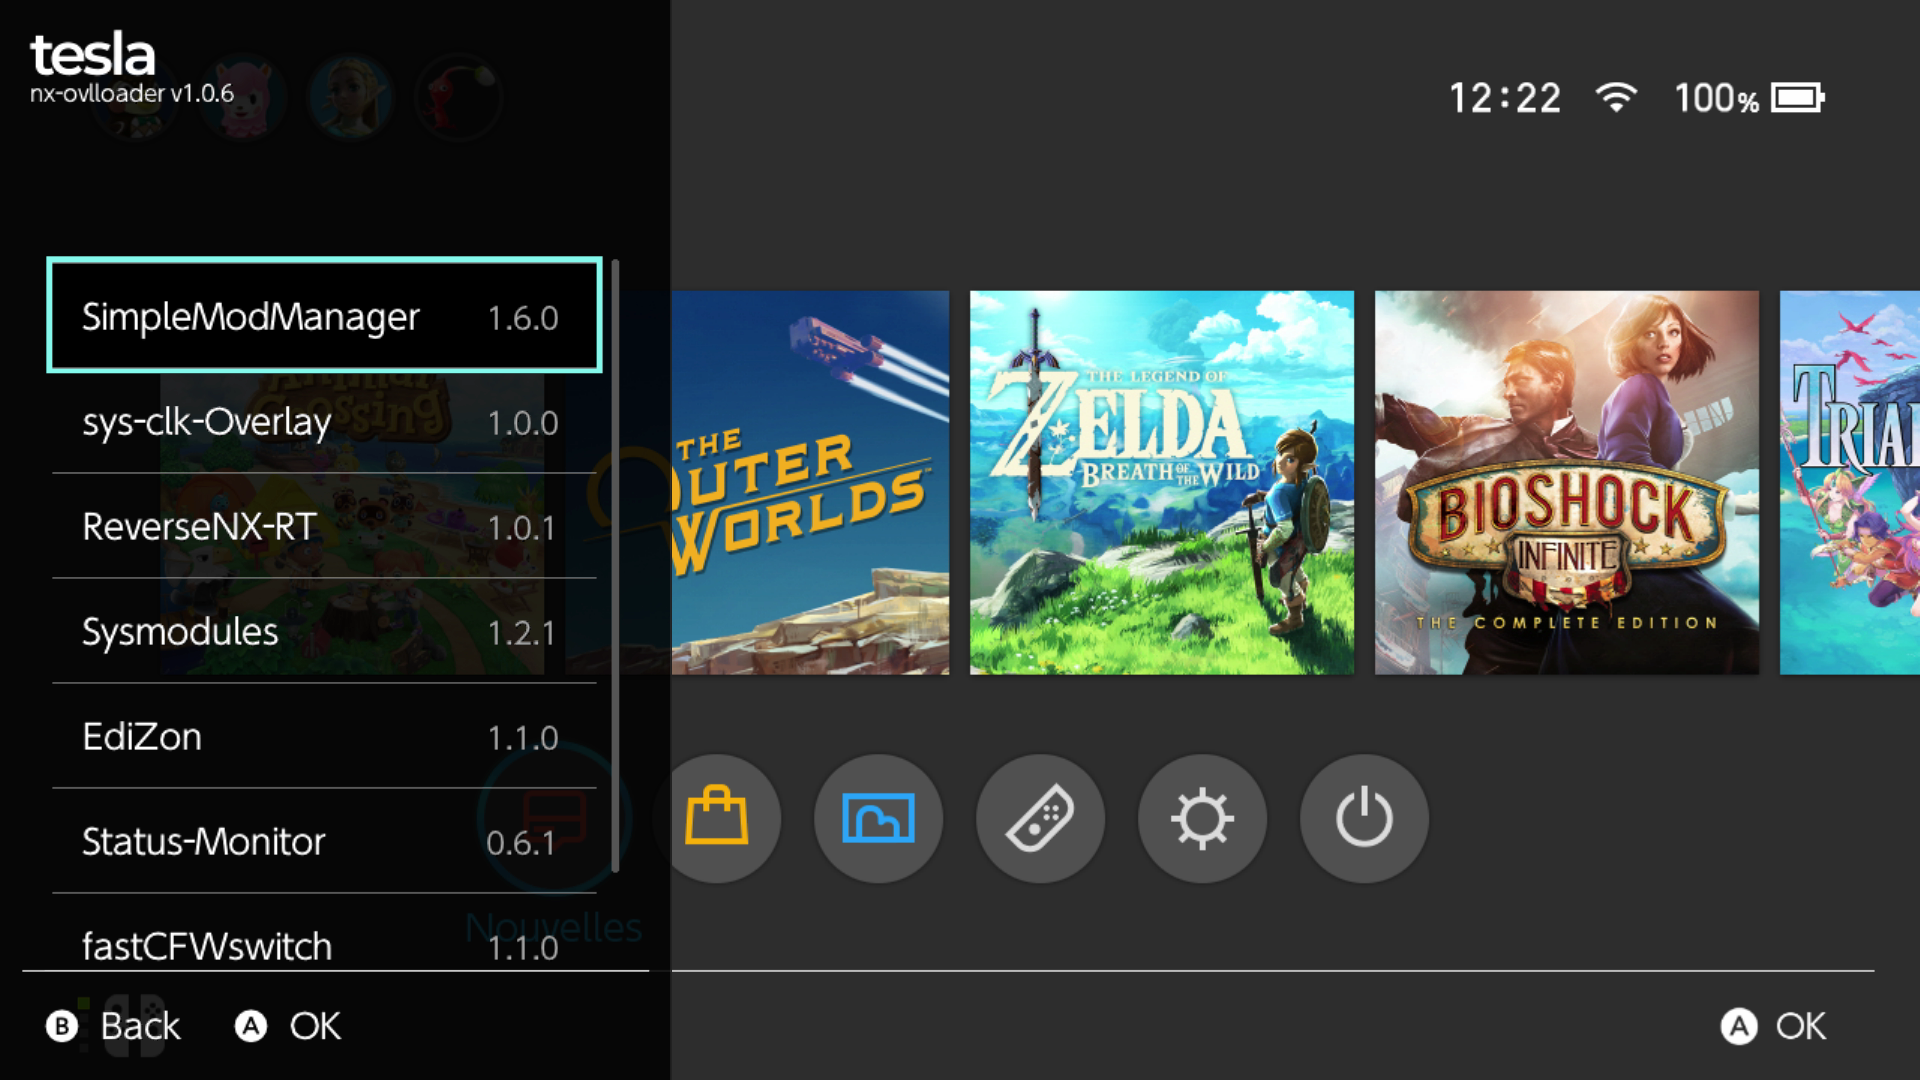 tesla
nx-ovlloader v1.0.6
12:22
100%
SimpleModManager 1.6.0
sys-clk-Overlay 1.0.0
ReverseNX-RT 1.0.1
Sysmodules 1.2.1
EdiZon 1.1.0
Status-Monitor 0.6.1
fastCFWswitch 1.1.0
Nouvelles
Animal
Crossing
THE
OUTER
WORLDS™
THE LEGEND OF
ZELDA
BREATH OF THE WILD
BIOSHOCK
INFINITE
THE COMPLETE EDITION
TRIAL
B Back
A OK
A OK